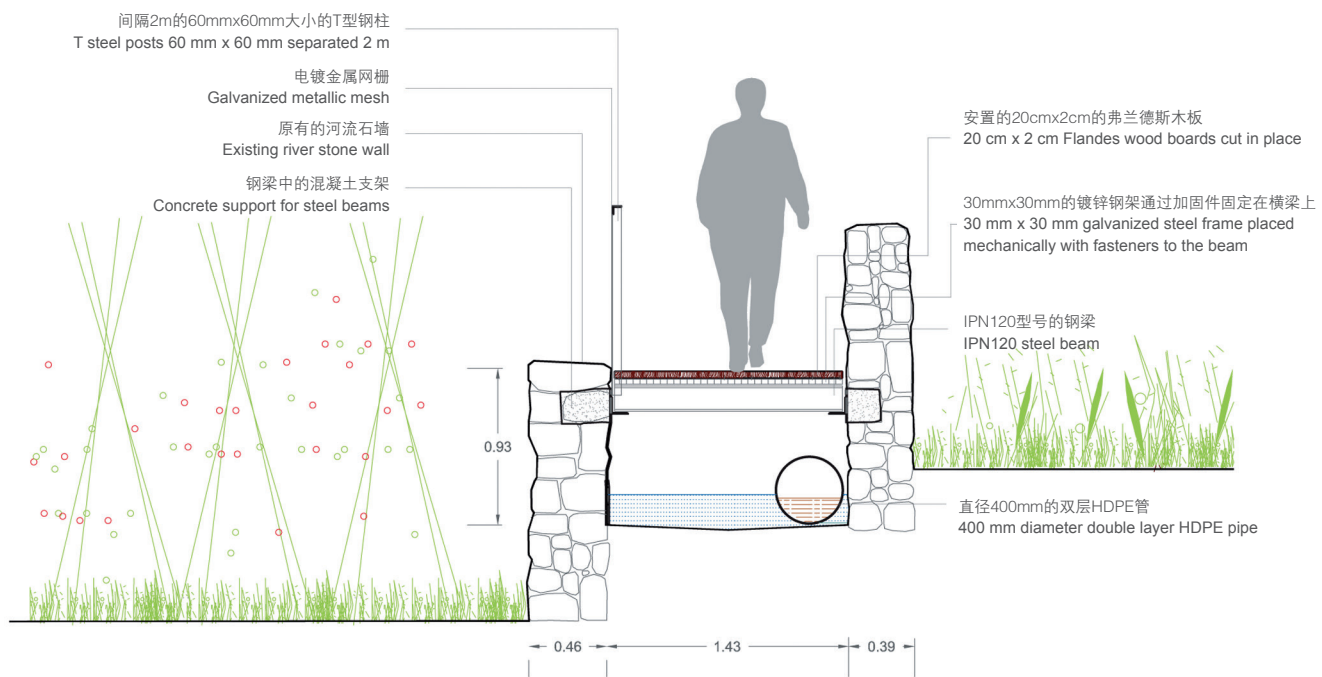 间隔2m的60mmx60mm大小的T型钢柱
T steel posts 60 mm x 60 mm separated 2 m
电镀金属网栅
Galvanized metallic mesh
原有的河流石墙
Existing river stone wall
钢梁中的混凝土支架
Concrete support for steel beams
安置的20cmx2cm的弗兰德斯木板
20 cm x 2 cm Flandes wood boards cut in place
30mmx30mm的镀锌钢架通过加固件固定在横梁上
30 mm x 30 mm galvanized steel frame placed
mechanically with fasteners to the beam
IPN120型号的钢梁
IPN120 steel beam
直径400mm的双层HDPE管
400 mm diameter double layer HDPE pipe
0.93
0.46
1.43
0.39